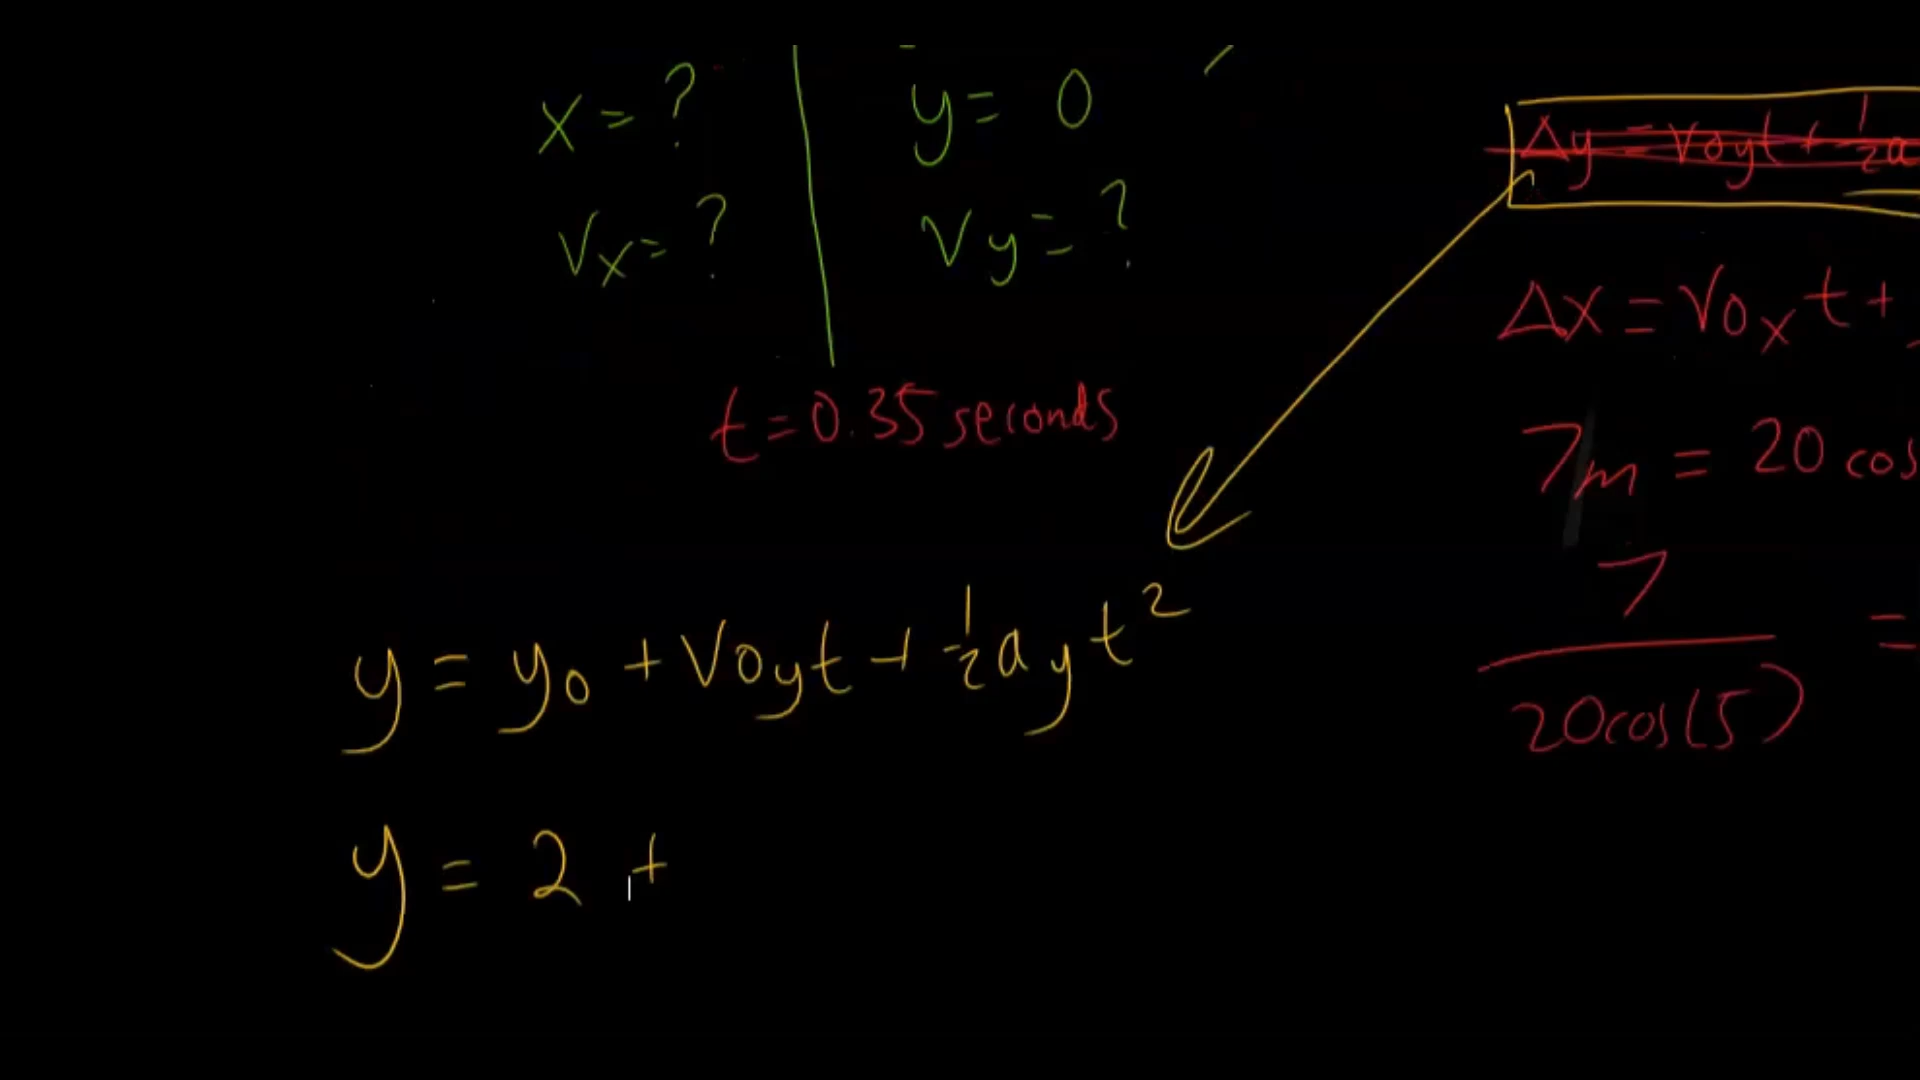 x = ?
y = 0
Vx = ?
Vy = ?
t = 0.35 seconds
y = y₀ + V₀yt + ½ayt²
y = 2 +
Δy = V₀yt + ½a
Δx = V₀ₓt +
7m = 20 cos
7
=
20cos(5)